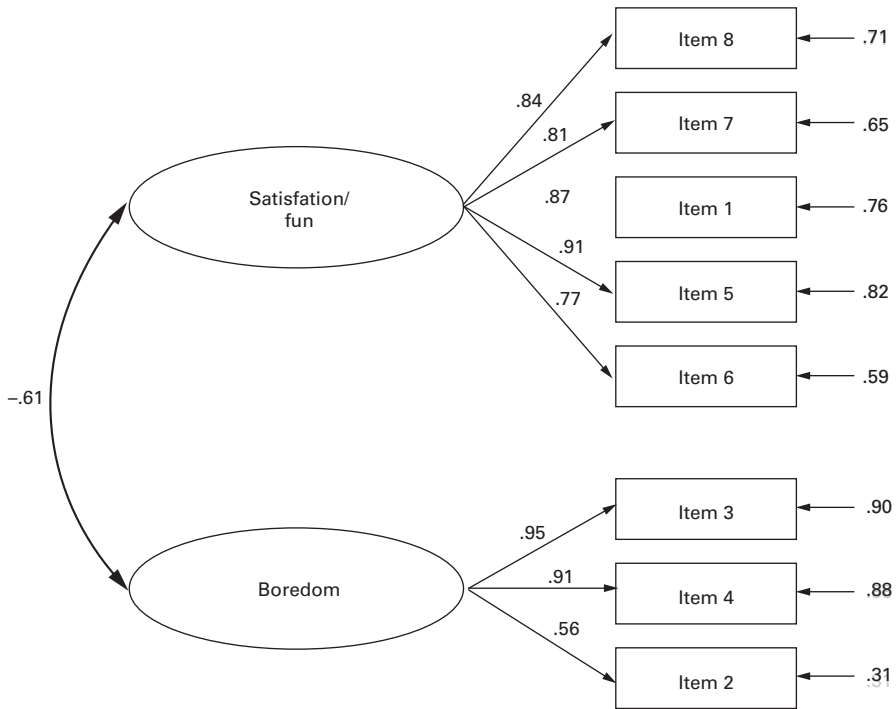 Item 8
.71
.84
Item 7
.65
.81
Satisfation/
fun
.87
Item 1
.76
.91
Item 5
.82
.77
Item 6
.59
–.61
Item 3
.90
.95
Boredom
.91
Item 4
.88
.56
Item 2
.31